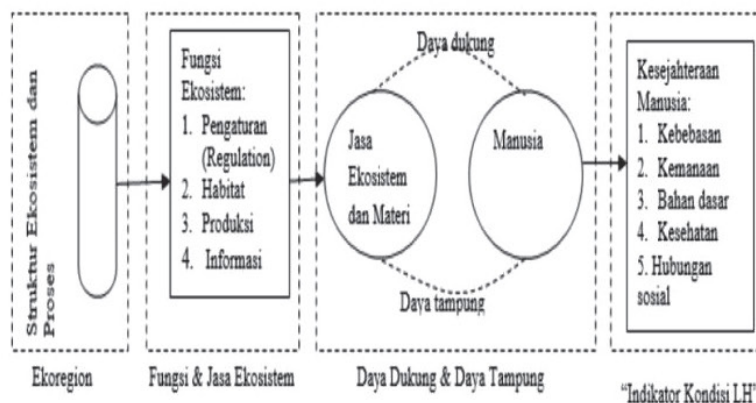 Struktur Ekosistem dan
Proses
Fungsi
Ekosistem:
1. Pengaturan
(Regulation)
2. Habitat
3. Produksi
4. Informasi
Daya dukung
Jasa
Ekosistem
dan Materi
Manusia
Daya tampung
Kesejahteraan
Manusia:
1. Kebebasan
2. Kemanaan
3. Bahan dasar
4. Kesehatan
5. Hubungan
sosial
Ekoregion
Fungsi & Jasa Ekosistem
Daya Dukung & Daya Tampung
"Indikator Kondisi LH"